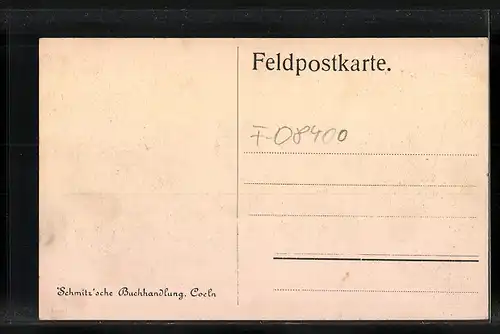 Feldpostkarte.
F-08400
Schmitz'sche Buchhandlung, Coeln